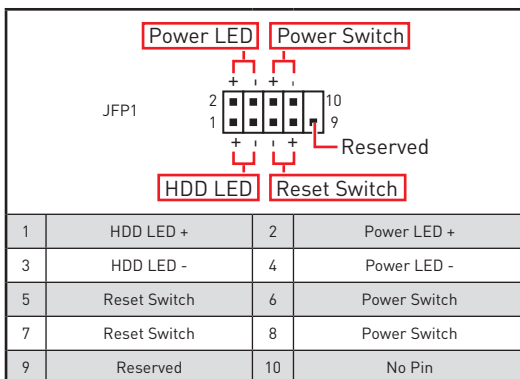 Power LED Power Switch
+ - + -
JFP1
2 10
1 9
+ - - +
Reserved
HDD LED Reset Switch
1 HDD LED + 2 Power LED +
3 HDD LED - 4 Power LED -
5 Reset Switch 6 Power Switch
7 Reset Switch 8 Power Switch
9 Reserved 10 No Pin